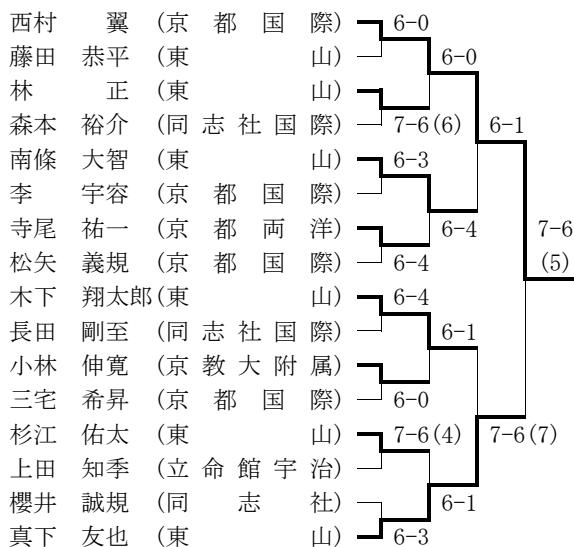 西村 翼 (京都国際) 6-0
藤田 恭平 (東山) 6-0
林 正 (東山)
森本 裕介 (同志社国際) 7-6(6) 6-1
南條 大智 (東山) 6-3
李 宇容 (京都国際)
寺尾 祐一 (京都両洋) 6-4 7-6
松矢 義規 (京都国際) 6-4 (5)
木下 翔太郎(東山) 6-4
長田 剛至 (同志社国際) 6-1
小林 伸寛 (京教大附属)
三宅 希昇 (京都国際) 6-0
杉江 佑太 (東山) 7-6(4) 7-6(7)
上田 知季 (立命館宇治)
櫻井 誠規 (同志社) 6-1
真下 友也 (東山) 6-3